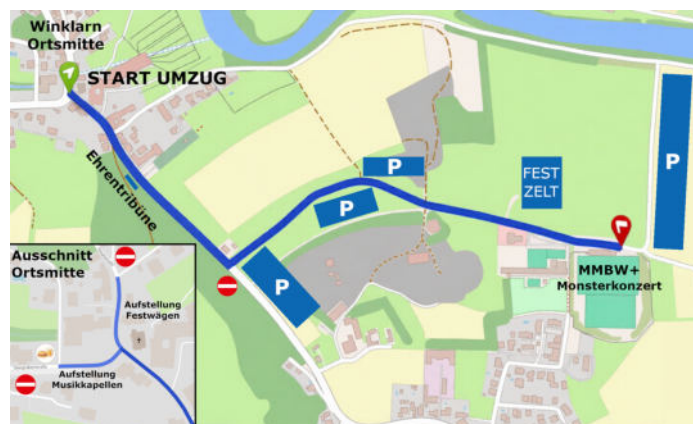 Winklarn
Ortsmitte
START UMZUG
Ehrentribüne
P
P
P
P
FEST
ZELT
MMBW+
Monsterkonzert
Ausschnitt
Ortsmitte
Aufstellung
Festwägen
Aufstellung
Musikkapellen